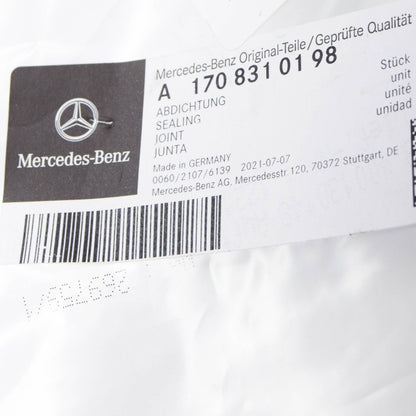 Mercedes-Benz Original-Teile/Geprüfte Qualität
A 170 831 01 98
ABDICHTUNG
SEALING
JOINT
JUNTA
Stück
unit
unité
unidad
Made in GERMANY
0060/2107/6139 2021-07-07
Mercedes-Benz AG, Mercedesstr.120, 70372 Stuttgart, DE
Mercedes-Benz